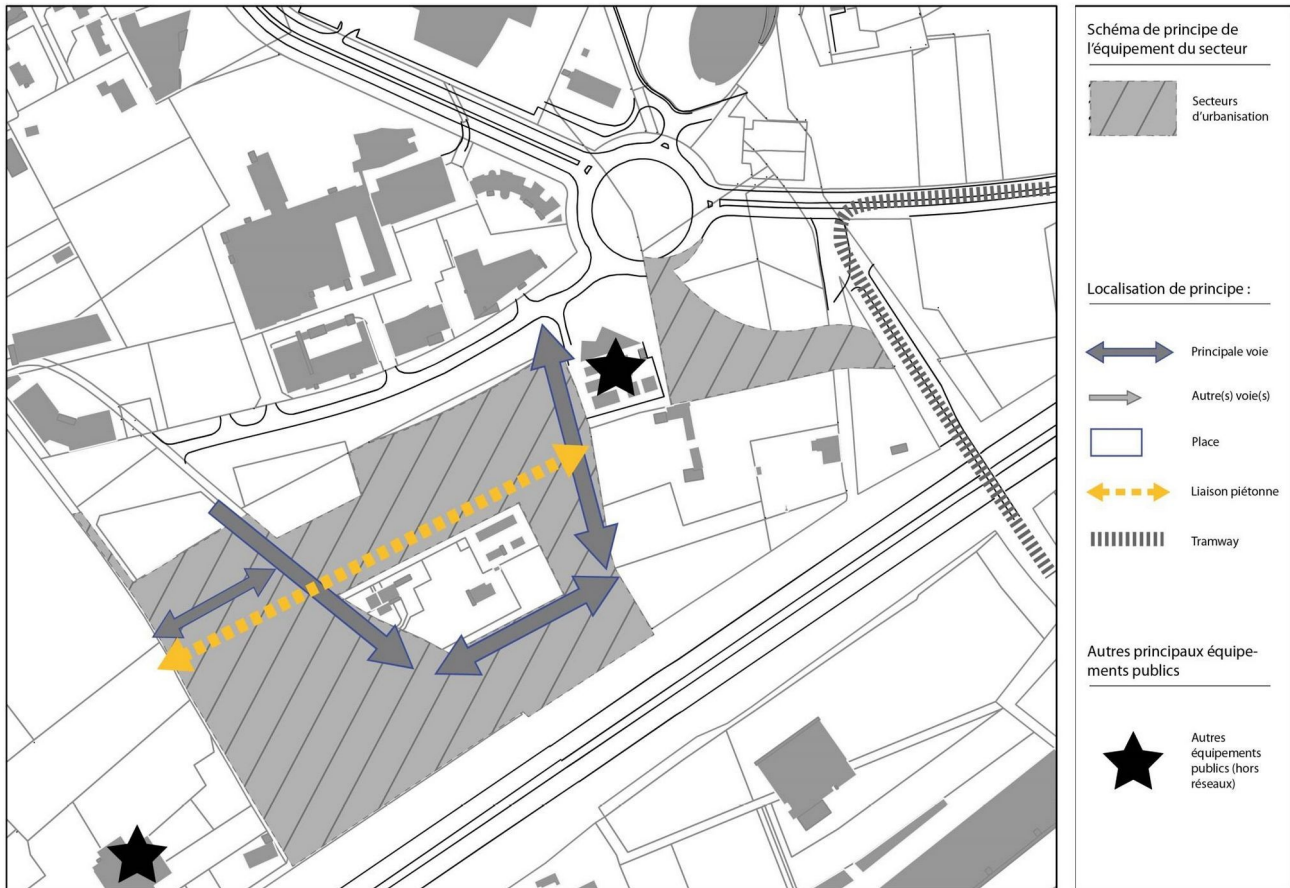 Schéma de principe de
l'équipement du secteur
Secteurs
d'urbanisation
Localisation de principe :
Principale voie
Autre(s) voie(s)
Place
Liaison piétonne
Tramway
Autres principaux équipe-
ments publics
Autres
équipements
publics (hors
réseaux)